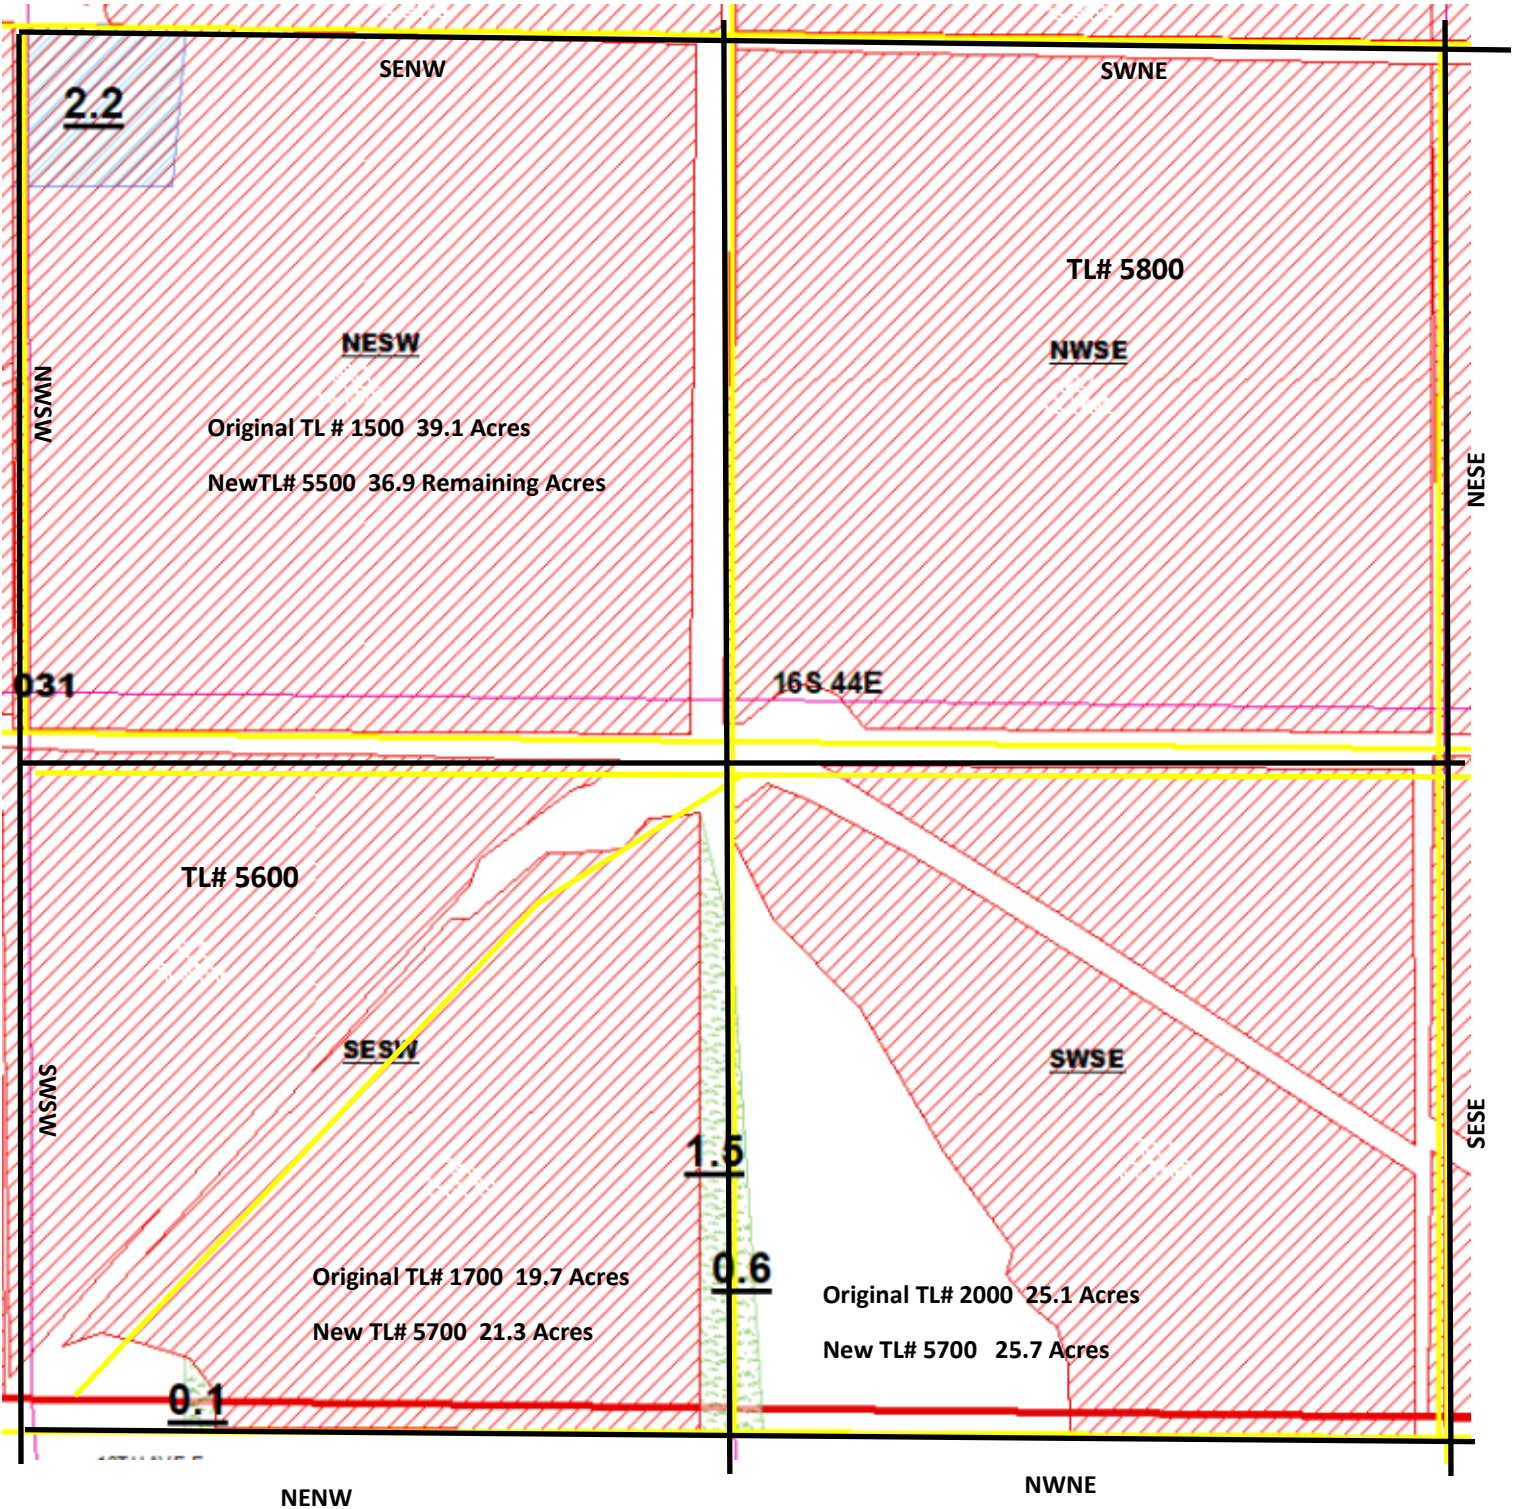 SENW
SWNE
2.2
TL# 5800
NESW
NWSE
NWSW
Original TL # 1500 39.1 Acres
NewTL# 5500 36.9 Remaining Acres
NESE
031
16S 44E
TL# 5600
SESW
SWSE
SWSW
SESE
1.5
0.6
Original TL# 1700 19.7 Acres
Original TL# 2000 25.1 Acres
New TL# 5700 21.3 Acres
New TL# 5700 25.7 Acres
0.1
NENW
NWNE